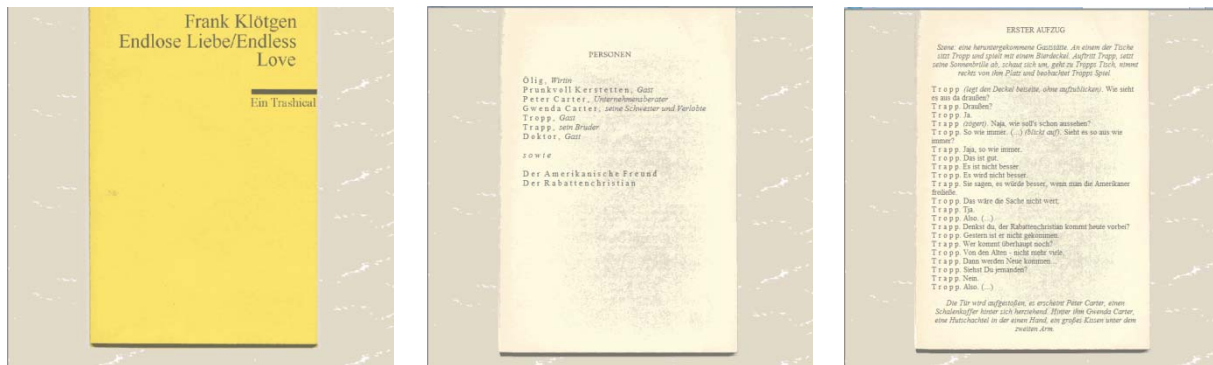 Frank Klötgen
Endlose Liebe/Endless
Love
Ein Trashical
PERSONEN
Ölig, Wirtin
Prunkvoll Kerstetten, Gast
Peter Carter, Unternehmensberater
Gwenda Carter, seine Schwester und Verlobte
Tropp, Gast
Trapp, sein Bruder
Doktor, Gast
sowie
Der Amerikanische Freund
Der Rabattenchristian
ERSTER AUFZUG
Szene: eine heruntergekommene Gaststätte. An einem der Tische
sitzt Tropp und spielt mit einem Bierdeckel. Auftritt Trapp, setzt
seine Sonnenbrille ab, schaut sich um, geht zu Tropps Tisch, nimmt
rechts von ihm Platz und beobachtet Tropps Spiel
Tropp (legt den Deckel beiseite, ohne aufzublicken). Wie sieht
es aus da draußen?
Trapp. Draußen?
Tropp. Ja.
Trapp (zögert). Naja, wie soll's schon aussehen?
Tropp. So wie immer. (...) (blickt auf). Sieht es so aus wie
immer?
Trapp. Jaja, so wie immer.
Tropp. Das ist gut.
Trapp. Es ist nicht besser.
Tropp. Es wird nicht besser.
Trapp. Sie sagen, es würde besser, wenn man die Amerikaner
freiließe.
Tropp. Das wäre die Sache nicht wert.
Trapp. Tja.
Tropp. Also. (...)
Trapp. Denkst du, der Rabattenchristian kommt heute vorbei?
Tropp. Gestern ist er nicht gekommen.
Trapp. Wer kommt überhaupt noch?
Tropp. Von den Alten - nicht mehr viele.
Trapp. Dann werden Neue kommen...
Tropp. Siehst Du jemanden?
Trapp. Nein.
Tropp. Also. (...)
Die Tür wird aufgestoßen, es erscheint Peter Carter, einen
Schalenkoffer hinter sich herziehend. Hinter ihm Gwenda Carter,
eine Hutschachtel in der einen Hand, ein großes Kissen unter dem
zweiten Arm.